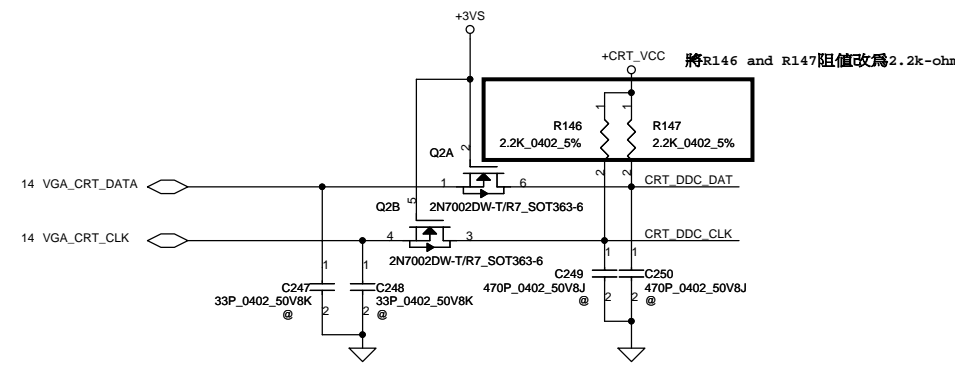 +3VS
+CRT_VCC
將R146 and R147阻值改為2.2k-ohm
1
1
R146
2.2K_0402_5%
R147
2.2K_0402_5%
2
Q2A
2
2
14 VGA_CRT_DATA
1
6
CRT_DDC_DAT
5
Q2B
2N7002DW-T/R7_SOT363-6
14 VGA_CRT_CLK
4
3
CRT_DDC_CLK
2N7002DW-T/R7_SOT363-6
1
1
1
1
C247
33P_0402_50V8K
@
2
C248
33P_0402_50V8K
@
2
C249
470P_0402_50V8J
@
2
C250
470P_0402_50V8J
@
2